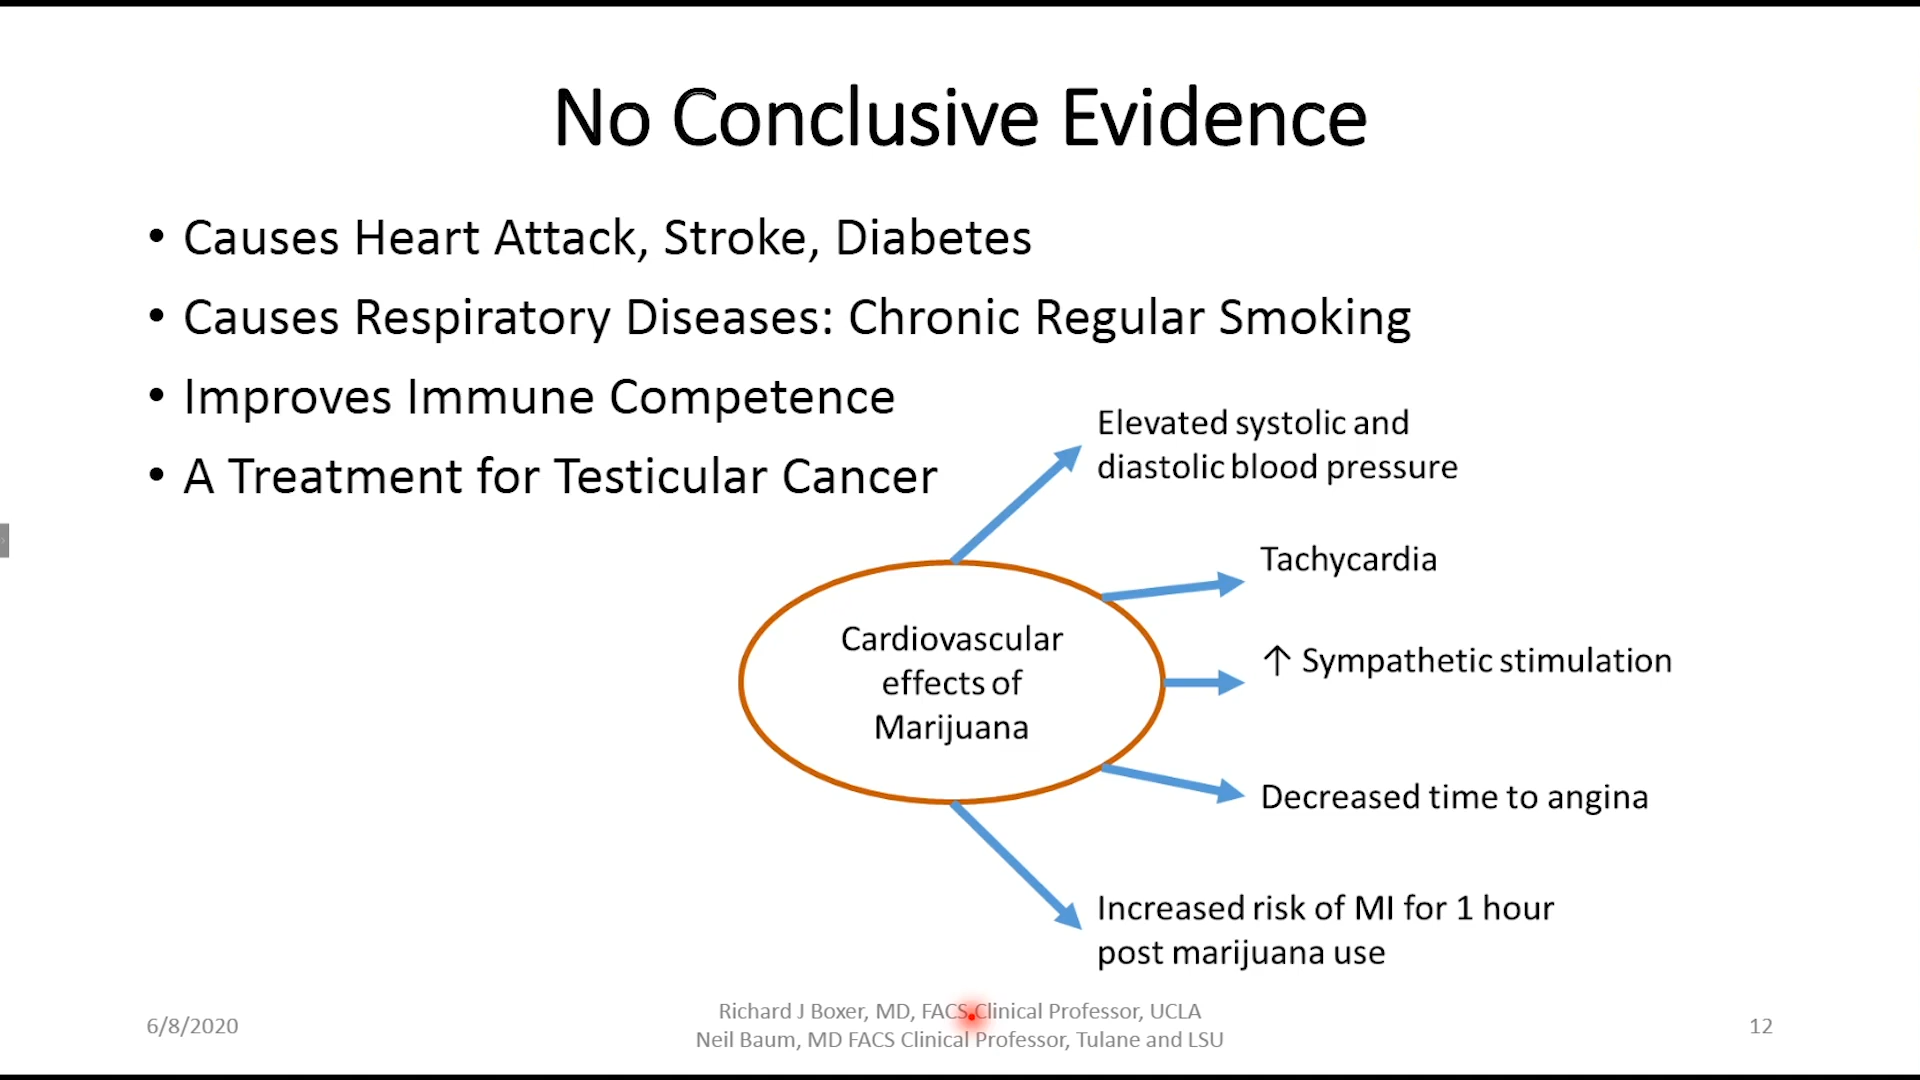 No Conclusive Evidence
• Causes Heart Attack, Stroke, Diabetes
• Causes Respiratory Diseases: Chronic Regular Smoking
• Improves Immune Competence
• A Treatment for Testicular Cancer
Elevated systolic and
diastolic blood pressure
Tachycardia
↑ Sympathetic stimulation
Cardiovascular
effects of
Marijuana
Decreased time to angina
Increased risk of MI for 1 hour
post marijuana use
6/8/2020
Richard J Boxer, MD, FACS Clinical Professor, UCLA
Neil Baum, MD FACS Clinical Professor, Tulane and LSU
12